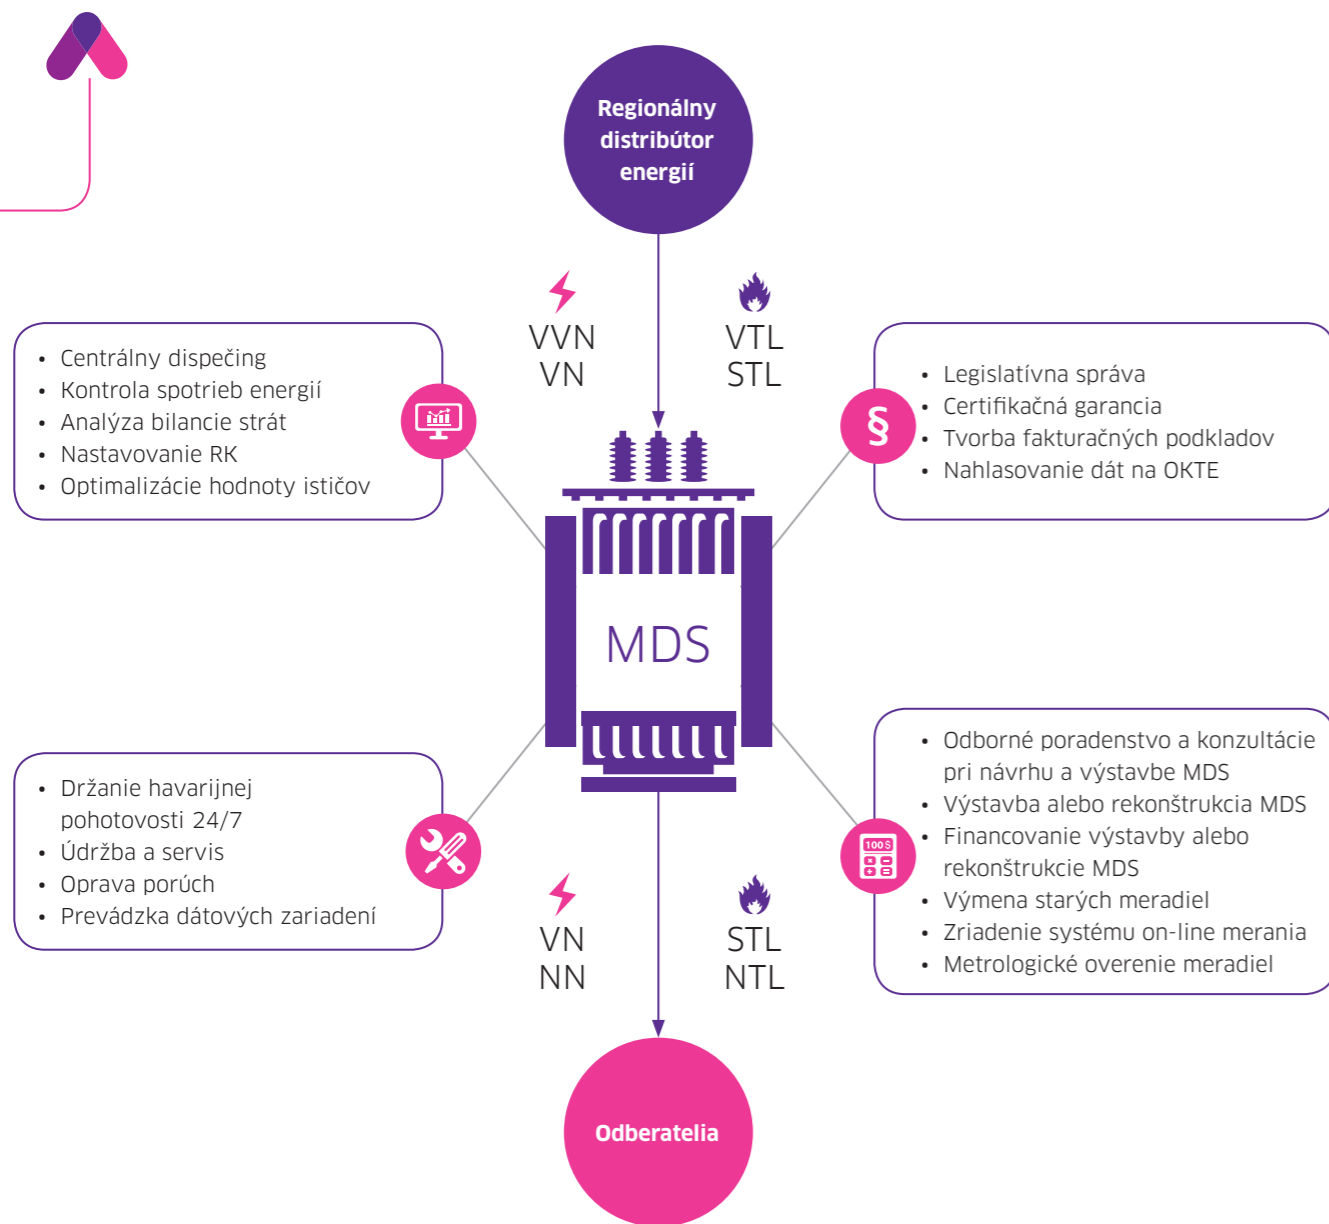 Regionálny
distribútor
energií
VVN
VN
VTL
STL
• Centrálny dispečing
• Kontrola spotrieb energií
• Analýza bilancie strát
• Nastavovanie RK
• Optimalizácie hodnoty ističov
• Legislatívna správa
• Certifikačná garancia
• Tvorba fakturačných podkladov
• Nahlasovanie dát na OKTE
§
MDS
• Držanie havarijnej
pohotovosti 24/7
• Údržba a servis
• Oprava porúch
• Prevádzka dátových zariadení
• Odborné poradenstvo a konzultácie
pri návrhu a výstavbe MDS
• Výstavba alebo rekonštrukcia MDS
• Financovanie výstavby alebo
rekonštrukcie MDS
• Výmena starých meradiel
• Zriadenie systému on-line merania
• Metrologické overenie meradiel
100 $
VN
NN
STL
NTL
Odberatelia